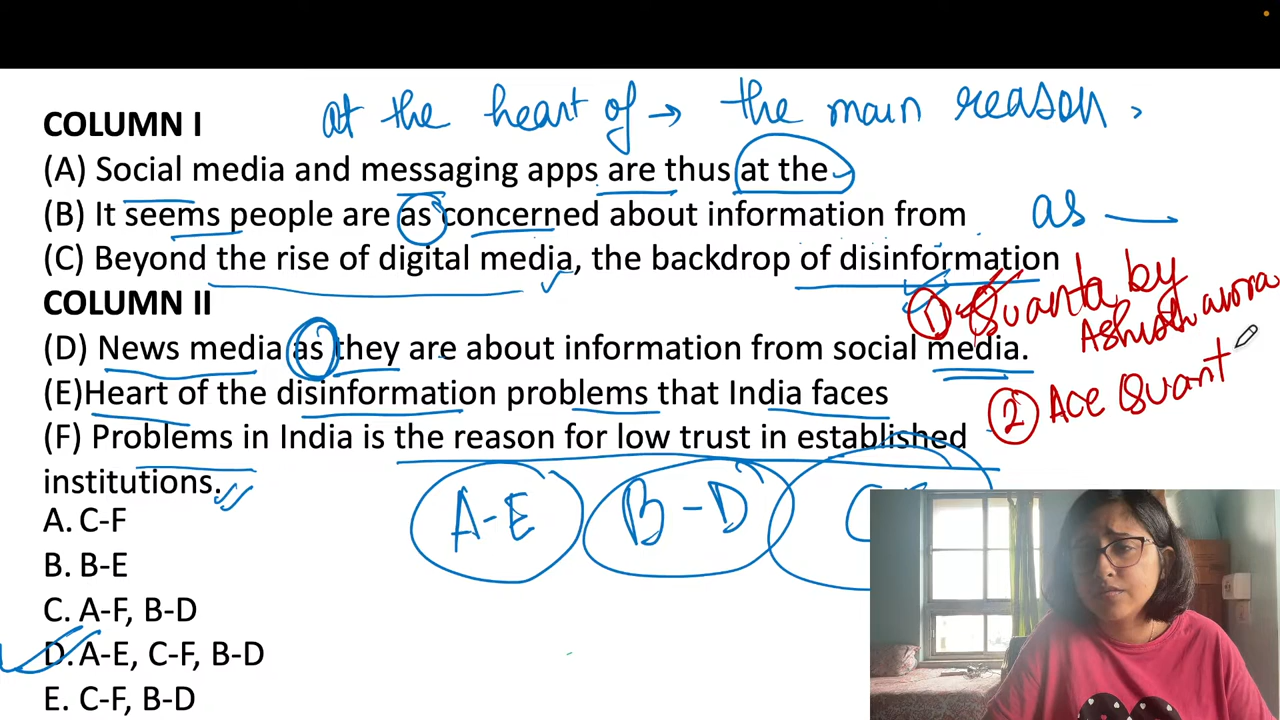 at the heart of → the main reason.
COLUMN I
(A) Social media and messaging apps are thus at the
(B) It seems people are as concerned about information from
as
(C) Beyond the rise of digital media, the backdrop of disinformation
COLUMN II
① Quanta by
Ashish arora
(D) News media as they are about information from social media.
(E)Heart of the disinformation problems that India faces
② Ace Quant
(F) Problems in India is the reason for low trust in established
institutions.
A-E B-D
A. C-F
B. B-E
C. A-F, B-D
D. A-E, C-F, B-D
E. C-F, B-D